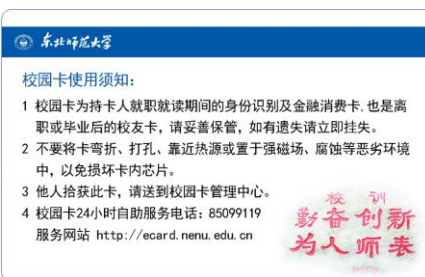 东北师范大学
校园卡使用须知：
1 校园卡为持卡人就职就读期间的身份识别及金融消费卡,也是离
职或毕业后的校友卡，请妥善保管，如有遗失请立即挂失。
2 不要将卡弯折、打孔、靠近热源或置于强磁场、腐蚀等恶劣环境
中，以免损坏卡内芯片。
3 他人拾获此卡，请送到校园卡管理中心。
4 校园卡24小时自助服务电话：85099119
服务网站 http://ecard.nenu.edu.cn
校 训
勤奋创新
为人师表